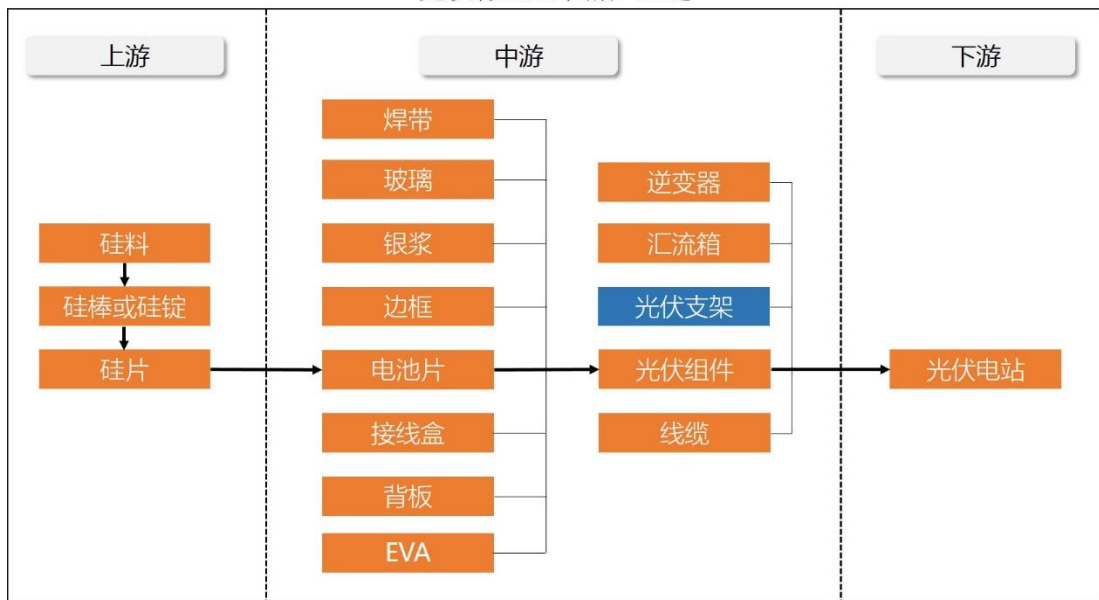 上游
中游
下游
硅料
硅棒或硅锭
硅片
焊带
玻璃
银浆
边框
电池片
接线盒
背板
EVA
逆变器
汇流箱
光伏支架
光伏组件
线缆
光伏电站